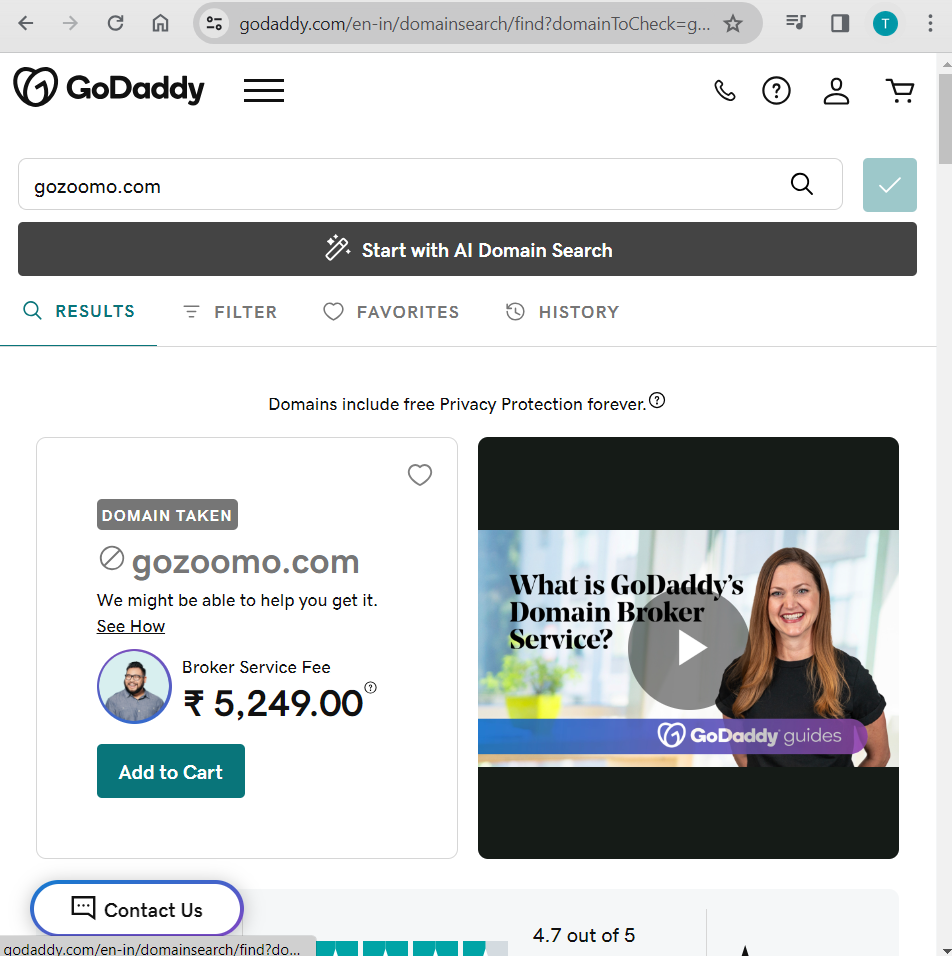 godaddy.com/en-in/domainsearch/find?domainToCheck=g...
T
GoDaddy
gozoomo.com
Start with AI Domain Search
RESULTS
FILTER
FAVORITES
HISTORY
Domains include free Privacy Protection forever.
DOMAIN TAKEN
gozoomo.com
We might be able to help you get it.
See How
Broker Service Fee
₹ 5,249.00
Add to Cart
What is GoDaddy's
Domain Broker
Service?
GoDaddy guides
Contact Us
4.7 out of 5
godaddy.com/en-in/domainsearch/find?do...